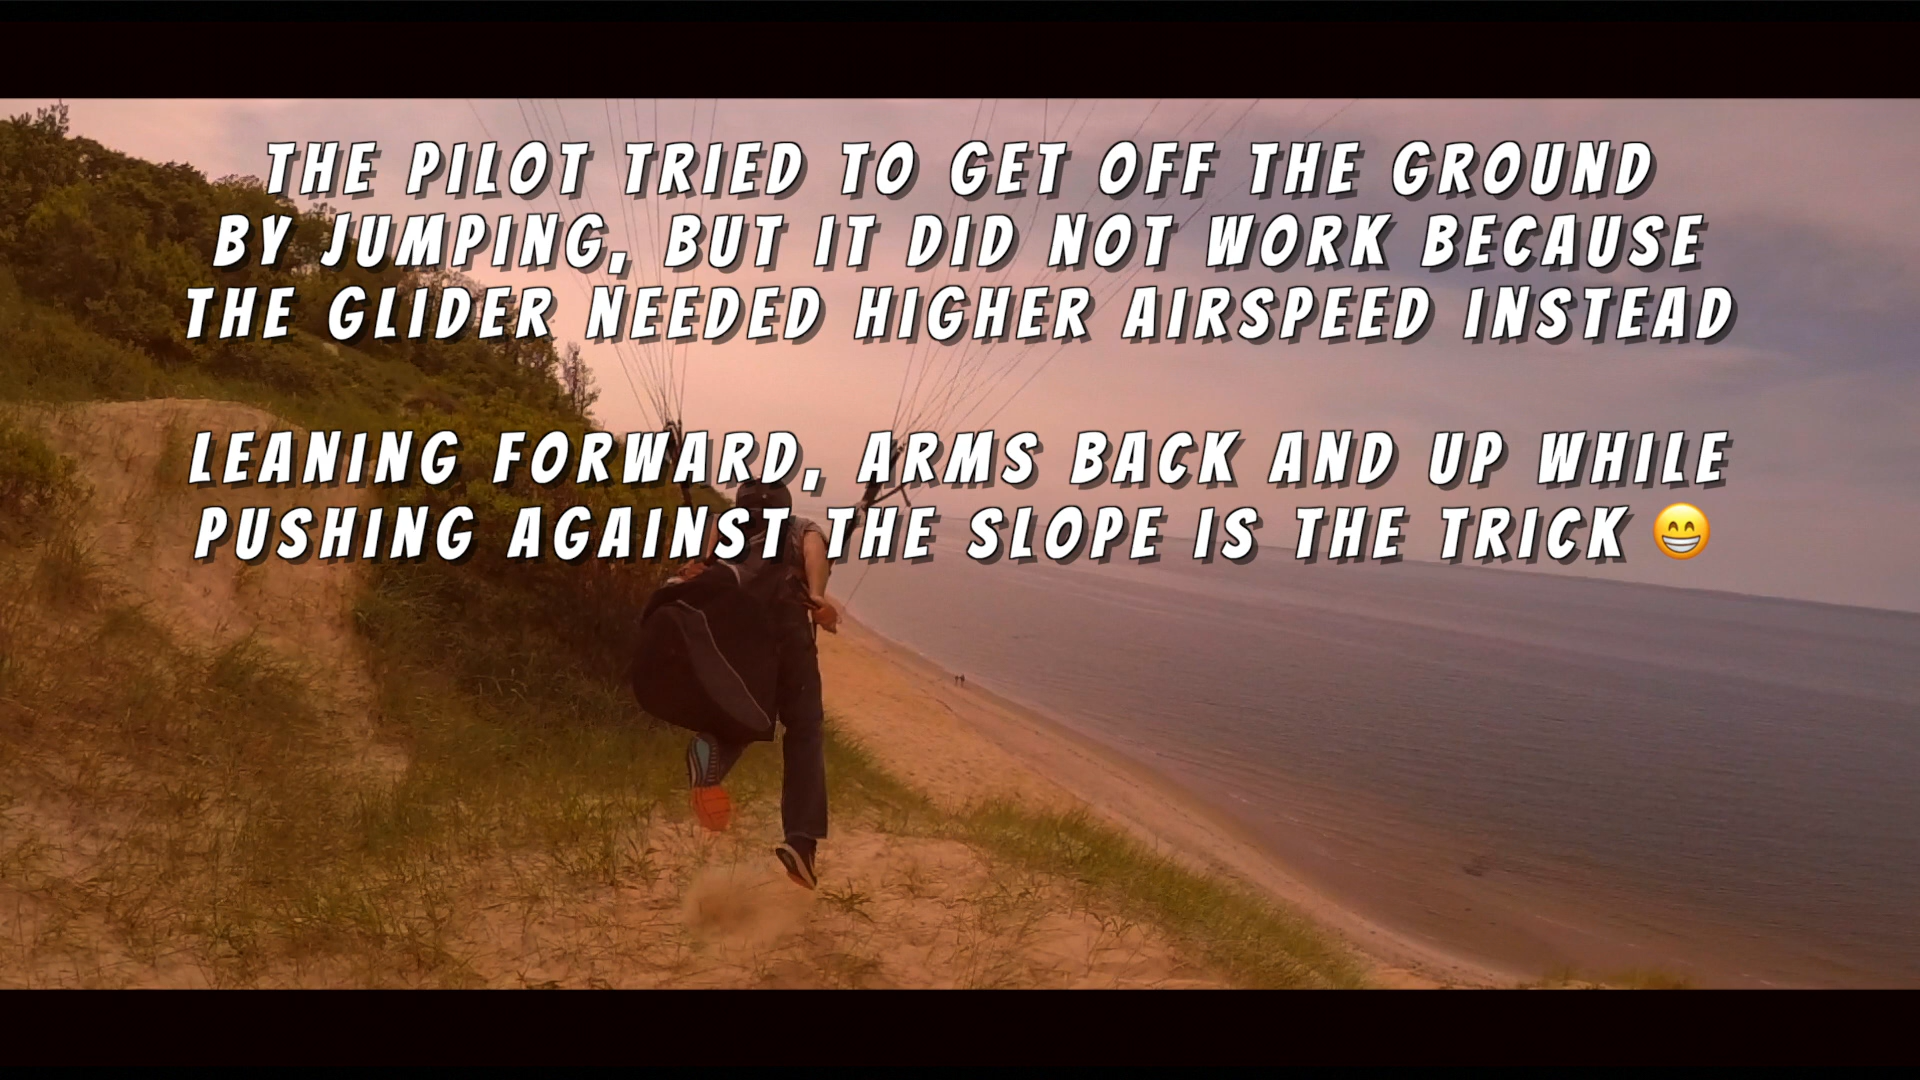 THE PILOT TRIED TO GET OFF THE GROUND
BY JUMPING, BUT IT DID NOT WORK BECAUSE
THE GLIDER NEEDED HIGHER AIRSPEED INSTEAD
LEANING FORWARD, ARMS BACK AND UP WHILE
PUSHING AGAINST THE SLOPE IS THE TRICK 😁